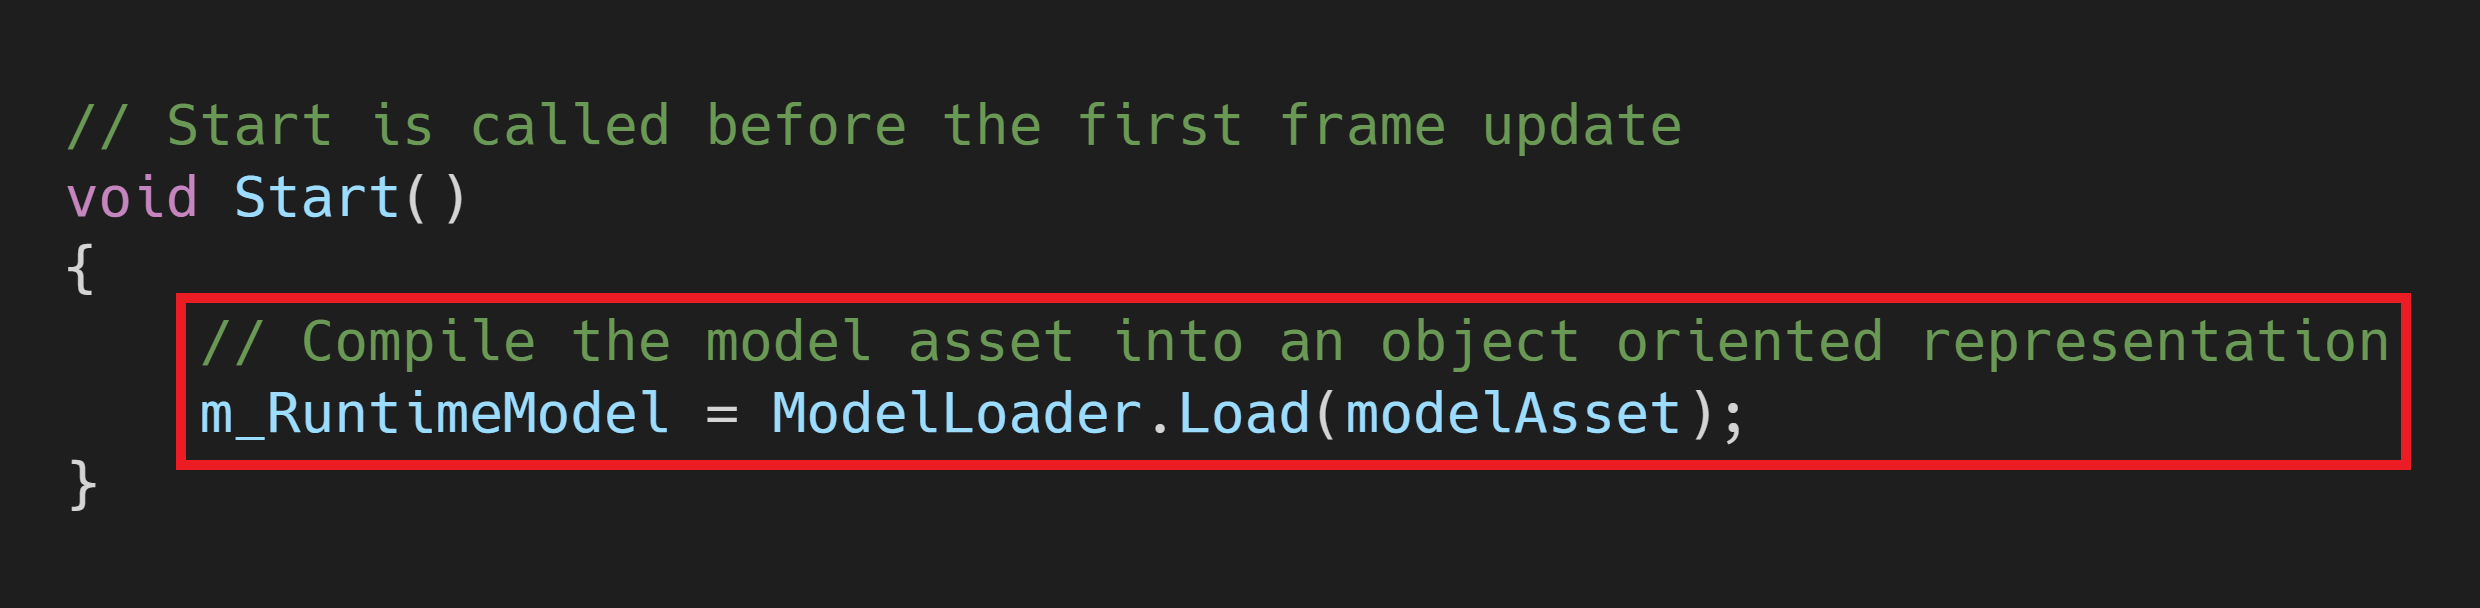 // Start is called before the first frame update
void Start()
{
// Compile the model asset into an object oriented representation
m_RuntimeModel = ModelLoader.Load(modelAsset);
}